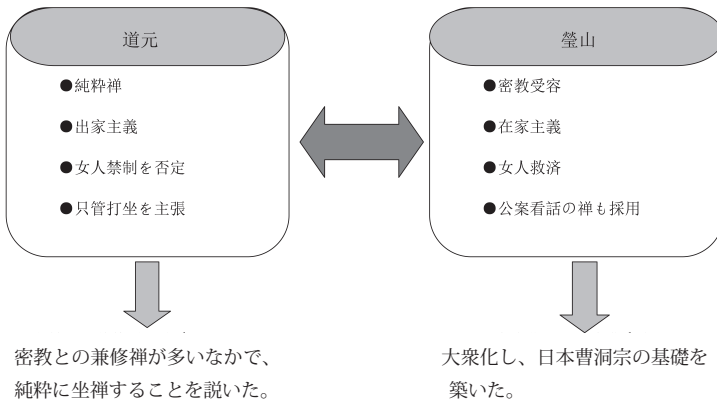 道元
●純粋禅
●出家主義
●女人禁制を否定
●只管打坐を主張
密教との兼修禅が多いなかで、
純粋に坐禅することを説いた。
瑩山
●密教受容
●在家主義
●女人救済
●公案看話の禅も採用
大衆化し、日本曹洞宗の基礎を
築いた。